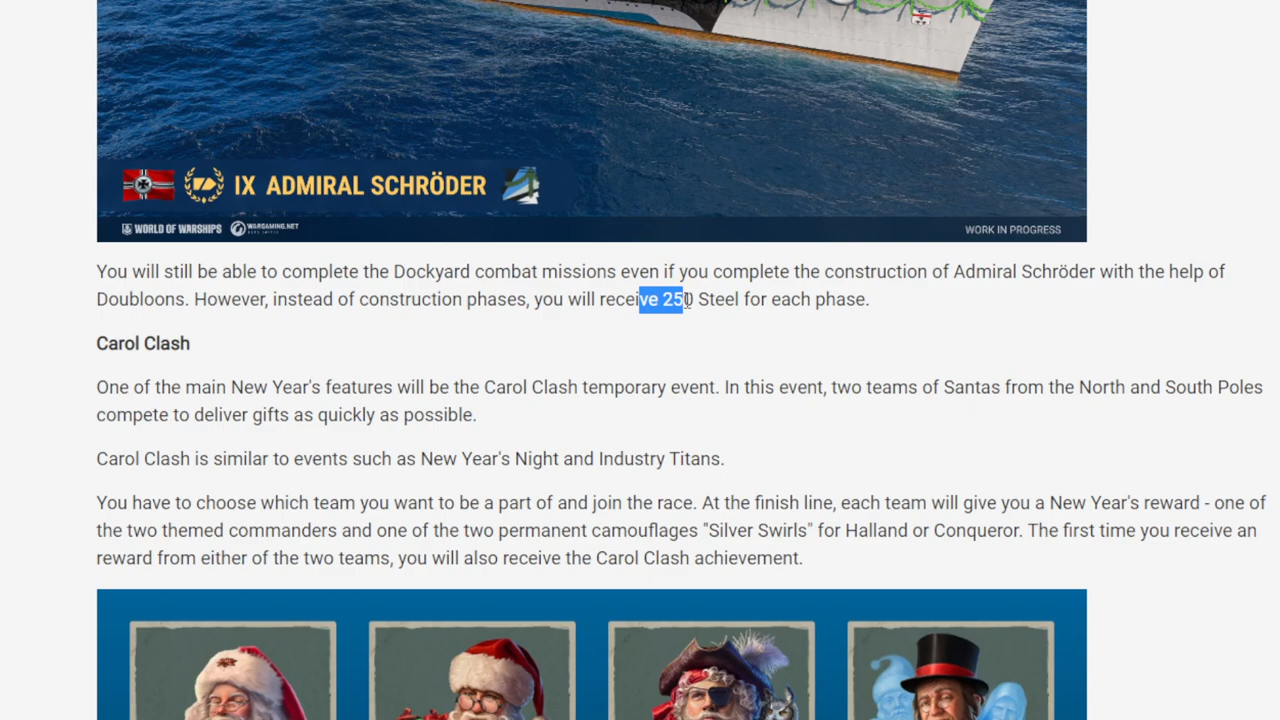 IX ADMIRAL SCHRÖDER
WORLD OF WARSHIPS WARGAMING.NET
WORK IN PROGRESS
You will still be able to complete the Dockyard combat missions even if you complete the construction of Admiral Schröder with the help of
Doubloons. However, instead of construction phases, you will receive 250 Steel for each phase.
Carol Clash
One of the main New Year's features will be the Carol Clash temporary event. In this event, two teams of Santas from the North and South Poles
compete to deliver gifts as quickly as possible.
Carol Clash is similar to events such as New Year's Night and Industry Titans.
You have to choose which team you want to be a part of and join the race. At the finish line, each team will give you a New Year's reward - one of
the two themed commanders and one of the two permanent camouflages "Silver Swirls" for Halland or Conqueror. The first time you receive an
reward from either of the two teams, you will also receive the Carol Clash achievement.